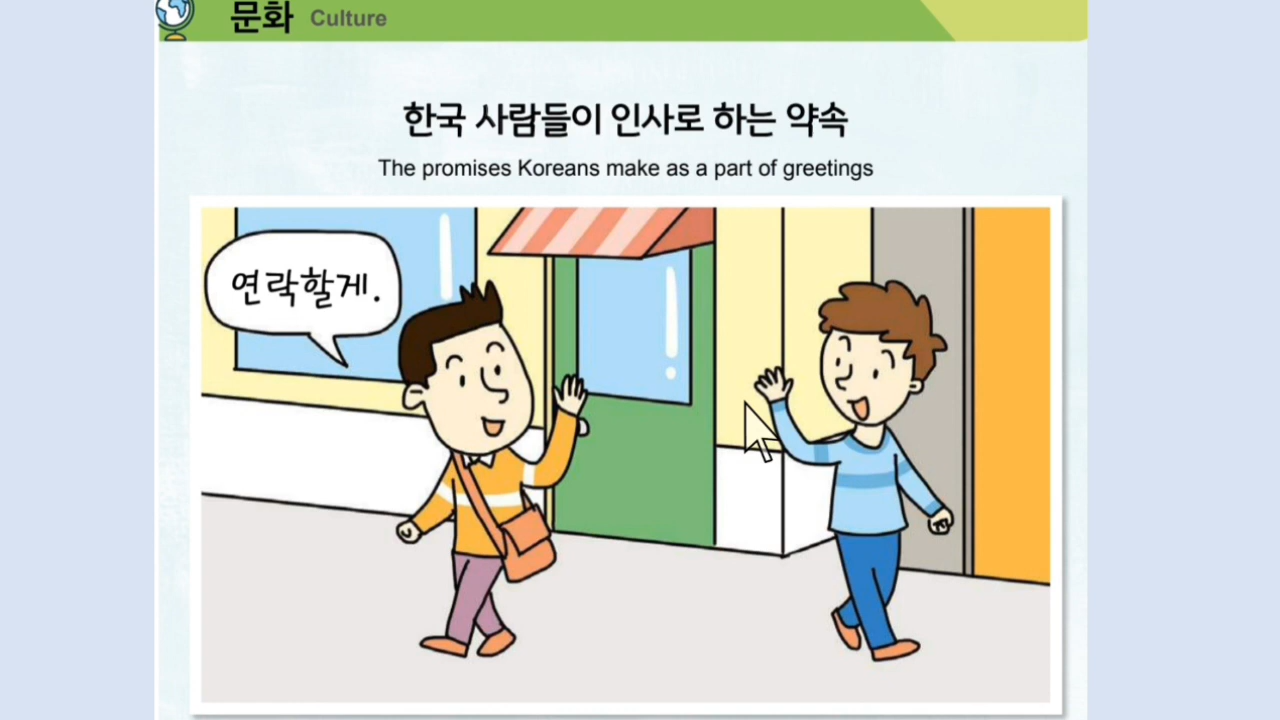 문화 Culture
한국 사람들이 인사로 하는 약속
The promises Koreans make as a part of greetings
연락할게.